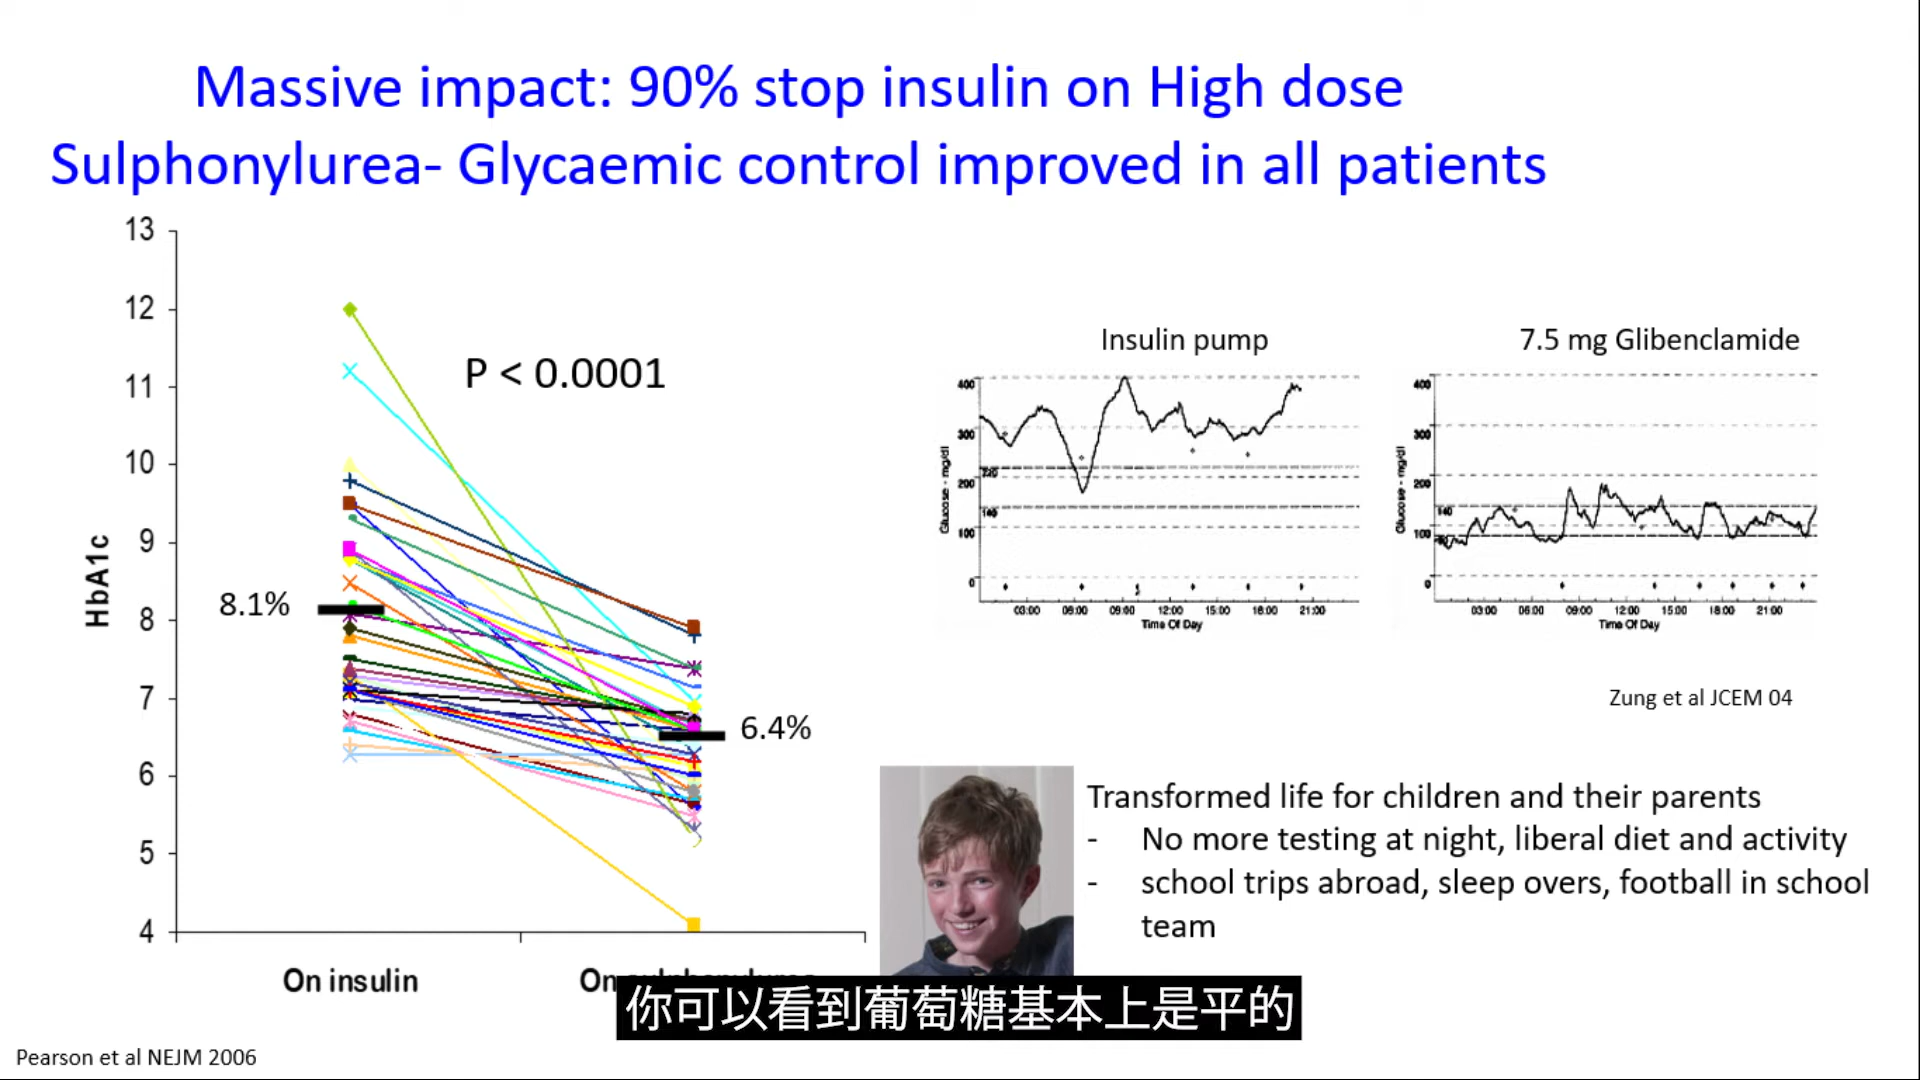 Massive impact: 90% stop insulin on High dose
Sulphonylurea- Glycaemic control improved in all patients
13
12
11
10
9
8
7
6
5
4
HbA1c
P < 0.0001
8.1%
6.4%
On insulin
On
Insulin pump
400
300
220
200
140
100
0
Glucose - mg/dl
03:00 06:00 09:00 12:00 15:00 18:00 21:00
Time Of Day
7.5 mg Glibenclamide
400
300
200
140
100
80
0
Glucose - mg/dl
03:00 06:00 09:00 12:00 15:00 18:00 21:00
Time Of Day
Zung et al JCEM 04
Transformed life for children and their parents
- No more testing at night, liberal diet and activity
- school trips abroad, sleep overs, football in school
team
你可以看到葡萄糖基本上是平的
Pearson et al NEJM 2006